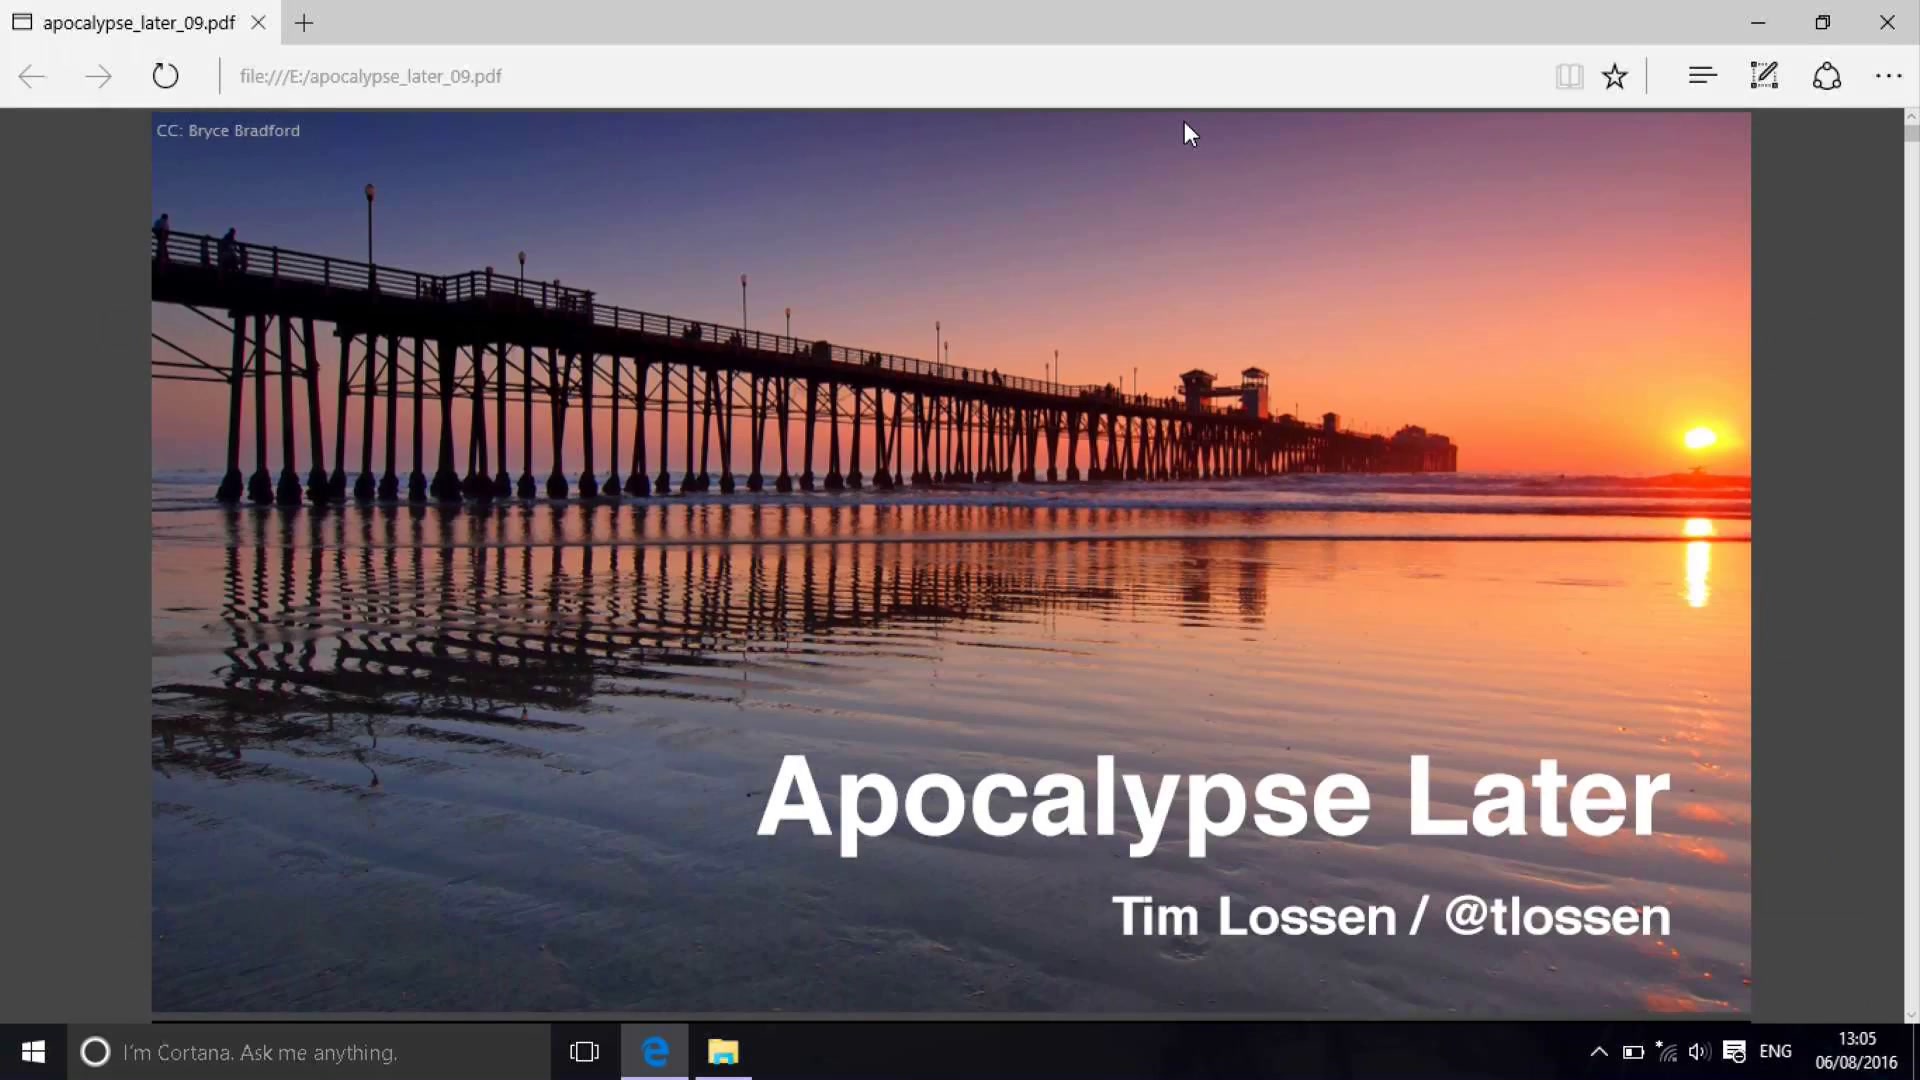 apocalypse_later_09.pdf
file:///E:/apocalypse_later_09.pdf
CC: Bryce Bradford
Apocalypse Later
Tim Lossen / @tlossen
I'm Cortana. Ask me anything.
ENG
13:05
06/08/2016